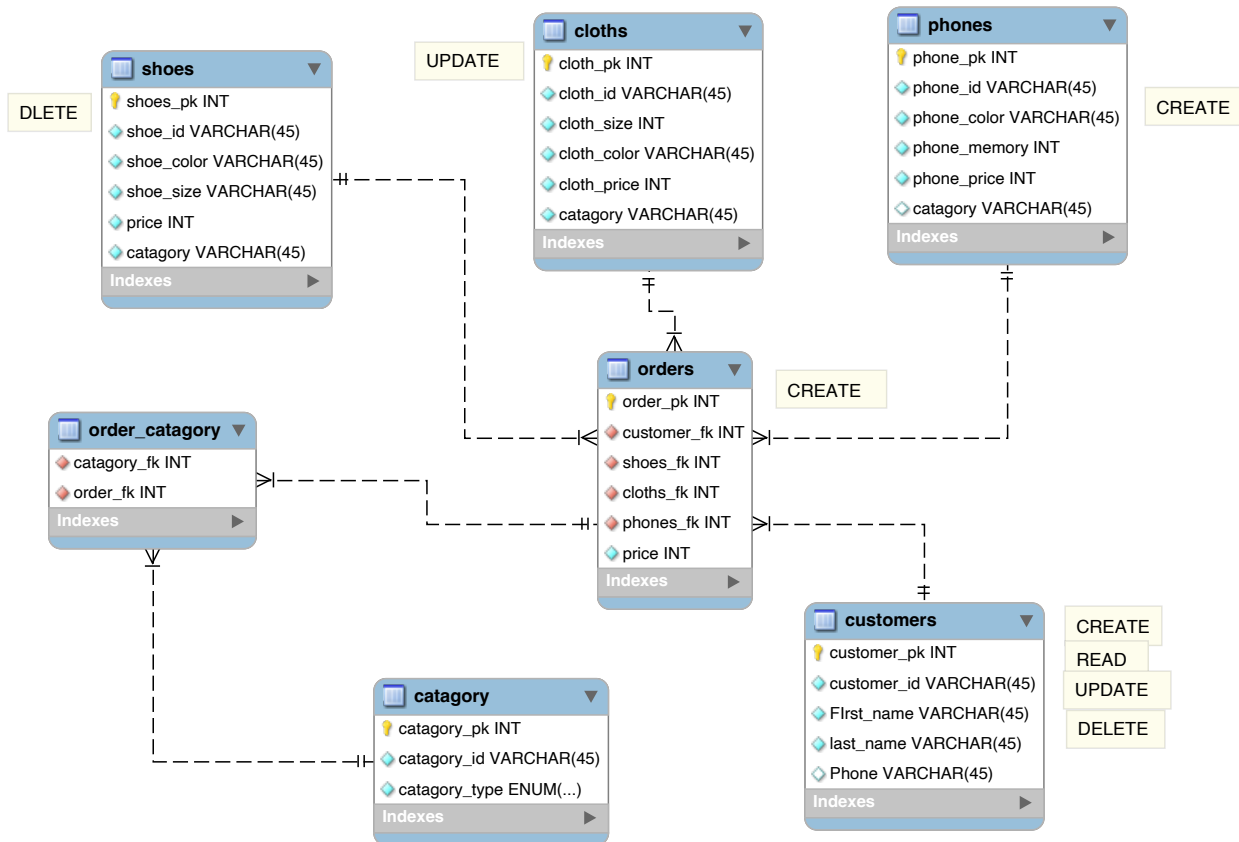 shoes
shoes_pk INT
shoe_id VARCHAR(45)
shoe_color VARCHAR(45)
shoe_size VARCHAR(45)
price INT
catagory VARCHAR(45)
Indexes
DLETE
UPDATE
cloths
cloth_pk INT
cloth_id VARCHAR(45)
cloth_size INT
cloth_color VARCHAR(45)
cloth_price INT
catagory VARCHAR(45)
Indexes
phones
phone_pk INT
phone_id VARCHAR(45)
phone_color VARCHAR(45)
phone_memory INT
phone_price INT
catagory VARCHAR(45)
Indexes
CREATE
orders
order_pk INT
customer_fk INT
shoes_fk INT
cloths_fk INT
phones_fk INT
price INT
Indexes
CREATE
order_catagory
catagory_fk INT
order_fk INT
Indexes
catagory
catagory_pk INT
catagory_id VARCHAR(45)
catagory_type ENUM(...)
Indexes
customers
customer_pk INT
customer_id VARCHAR(45)
FIrst_name VARCHAR(45)
last_name VARCHAR(45)
Phone VARCHAR(45)
Indexes
CREATE
READ
UPDATE
DELETE